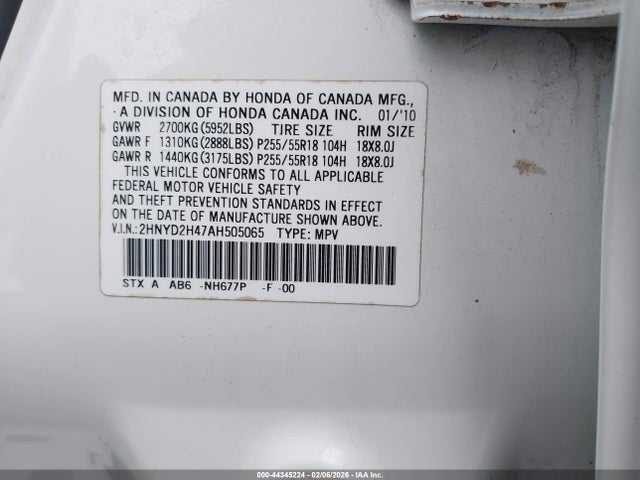 MFD. IN CANADA BY HONDA OF CANADA MFG.,
- A DIVISION OF HONDA CANADA INC. 01/'10
GVWR 2700KG(5952LBS) TIRE SIZE RIM SIZE
GAWR F 1310KG(2888LBS) P255/55R18 104H 18X8.0J
GAWR R 1440KG(3175LBS) P255/55R18 104H 18X8.0J
THIS VEHICLE CONFORMS TO ALL APPLICABLE
FEDERAL MOTOR VEHICLE SAFETY
AND THEFT PREVENTION STANDARDS IN EFFECT
ON THE DATE OF MANUFACTURE SHOWN ABOVE.
V.I.N.: 2HNYD2H47AH505065 TYPE: MPV
STX A AB6 -NH677P -F -00
000-44345224 - 02/06/2026 - IAA Inc.